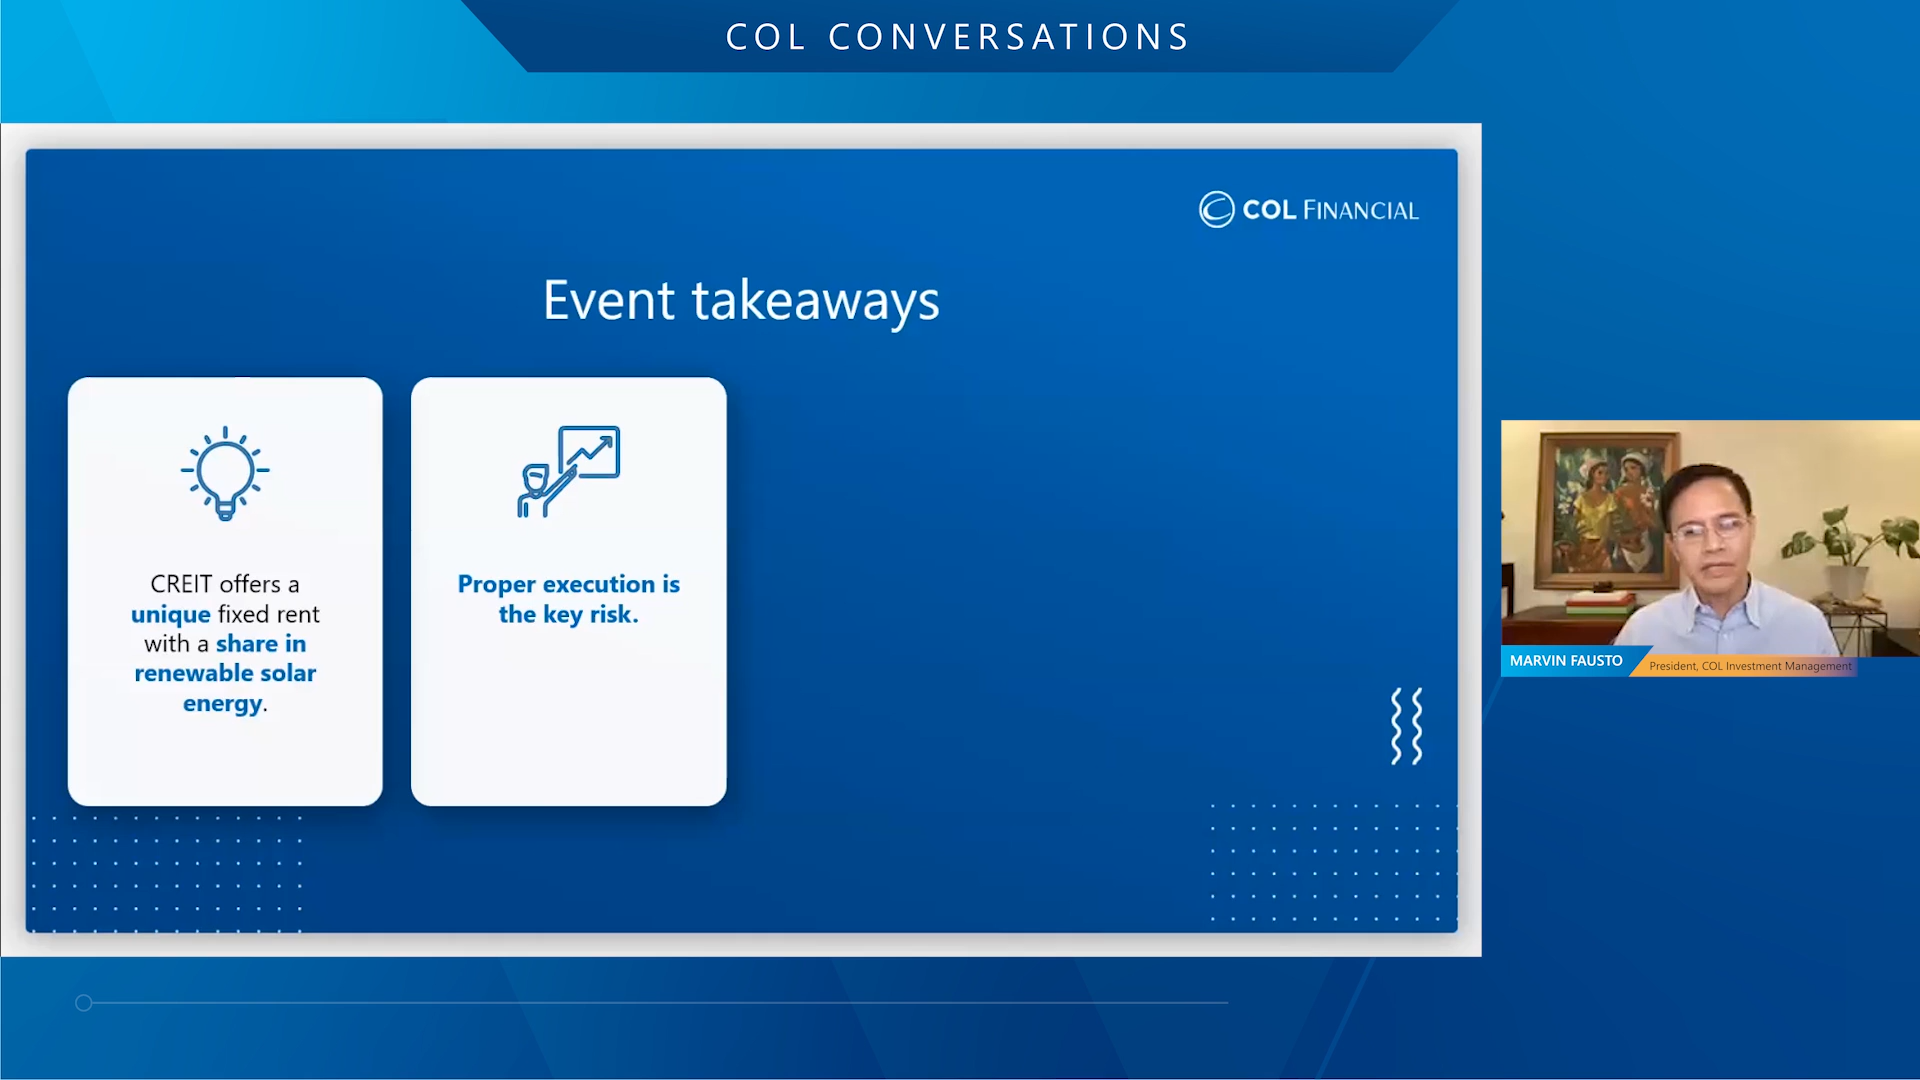 COL CONVERSATIONS
COL FINANCIAL
Event takeaways
CREIT offers a
unique fixed rent
with a share in
renewable solar
energy.
Proper execution is
the key risk.
MARVIN FAUSTO
President, COL Investment Management